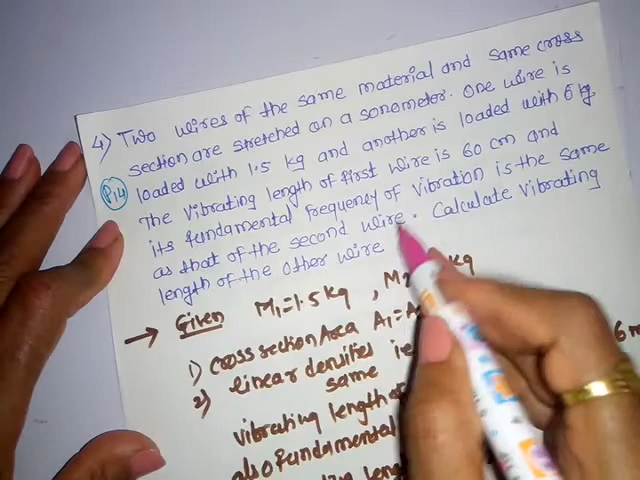 4) Two wires of the same material and same cross
section are stretched on a sonometer. One wire is
P14 loaded with 1.5 kg and another is loaded with 6 kg
The vibrating length of first wire is 60 cm and
its fundamental frequency of vibration is the same
as that of the second wire. Calculate vibrating
length of the other wire
→ Given M1=1.5 kg , M2 kg
1) cross section Area A1=A
2) linear densities ie 6 m
same
vibrating length
also fundamental